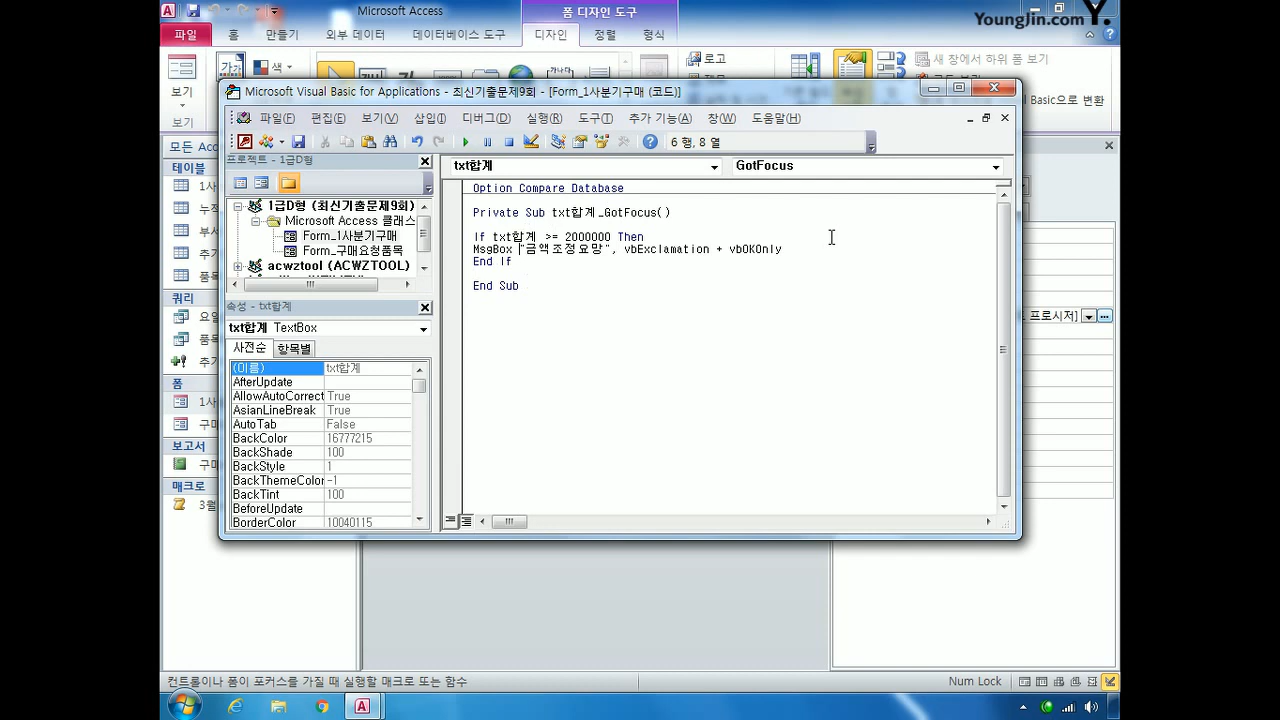 Microsoft Access
폼 디자인 도구
YoungJin.com Y.
파일
홈
만들기
외부 데이터
데이터베이스 도구
디자인
정렬
형식
보기
보기
가가
색
로고
새 창에서 하위 폼 보기
Basic으로 변환
Microsoft Visual Basic for Applications - 최신기출문제9회 - [Form_1사분기구매 (코드)]
파일(F)
편집(E)
보기(V)
삽입(I)
디버그(D)
실행(R)
도구(T)
추가 기능(A)
창(W)
도움말(H)
6 행, 8 열
모든 Acc
테이블
쿼리
폼
보고서
매크로
프로젝트 - 1급D형
1급D형 (최신기출문제9회)
Microsoft Access 클래스
Form_1사분기구매
Form_구매요청품목
acwztool (ACWZTOOL)
속성 - txt합계
txt합계 TextBox
사전순
항목별
(이름) txt합계
AfterUpdate
AllowAutoCorrect True
AsianLineBreak True
AutoTab False
BackColor 16777215
BackShade 100
BackStyle 1
BackThemeColor -1
BackTint 100
BeforeUpdate
BorderColor 10040115
txt합계
GotFocus
Option Compare Database
Private Sub txt합계_GotFocus()
If txt합계 >= 2000000 Then
MsgBox "금액조정요망", vbExclamation + vbOKOnly
End If
End Sub
프로시저]
컨트롤이나 폼이 포커스를 가질 때 실행할 매크로 또는 함수
Num Lock